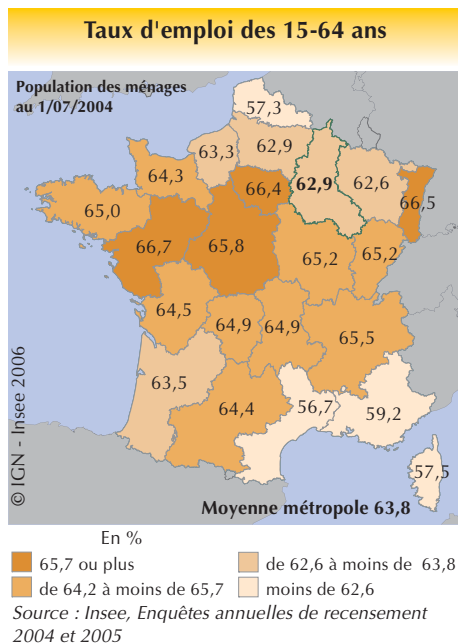 Taux d'emploi des 15-64 ans
Population des ménages
au 1/07/2004
57,3
63,3
62,9
64,3
66,4
62,9
62,6
66,5
65,0
66,7
65,8
65,2
65,2
64,5
64,9
64,9
65,5
63,5
64,4
56,7
59,2
57,5
© IGN - Insee 2006
Moyenne métropole 63,8
En %
65,7 ou plus
de 62,6 à moins de 63,8
de 64,2 à moins de 65,7
moins de 62,6
Source : Insee, Enquêtes annuelles de recensement
2004 et 2005